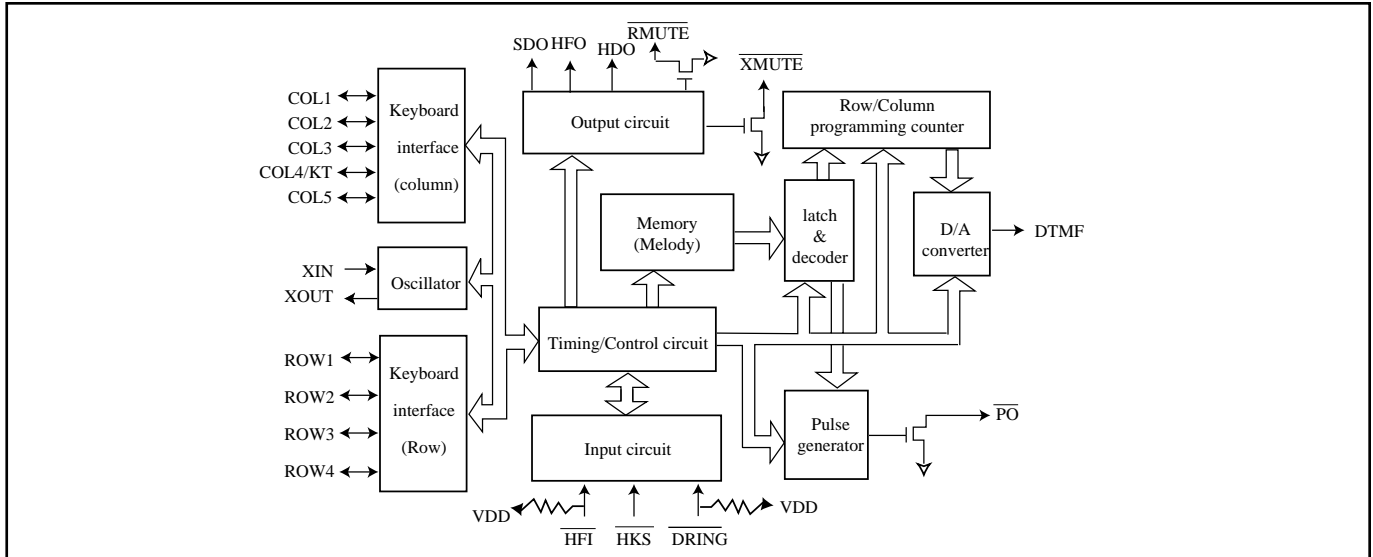 RMUTE
SDO
HFO
HDO
XMUTE
COL1
COL2
COL3
COL4/KT
COL5
Keyboard
interface
(column)
Output circuit
Row/Column
programming counter
Memory
(Melody)
latch
&
decoder
D/A
converter
DTMF
XIN
XOUT
Oscillator
Timing/Control circuit
ROW1
ROW2
ROW3
ROW4
Keyboard
interface
(Row)
Input circuit
Pulse
generator
PO
VDD
VDD
HFI
HKS
DRING